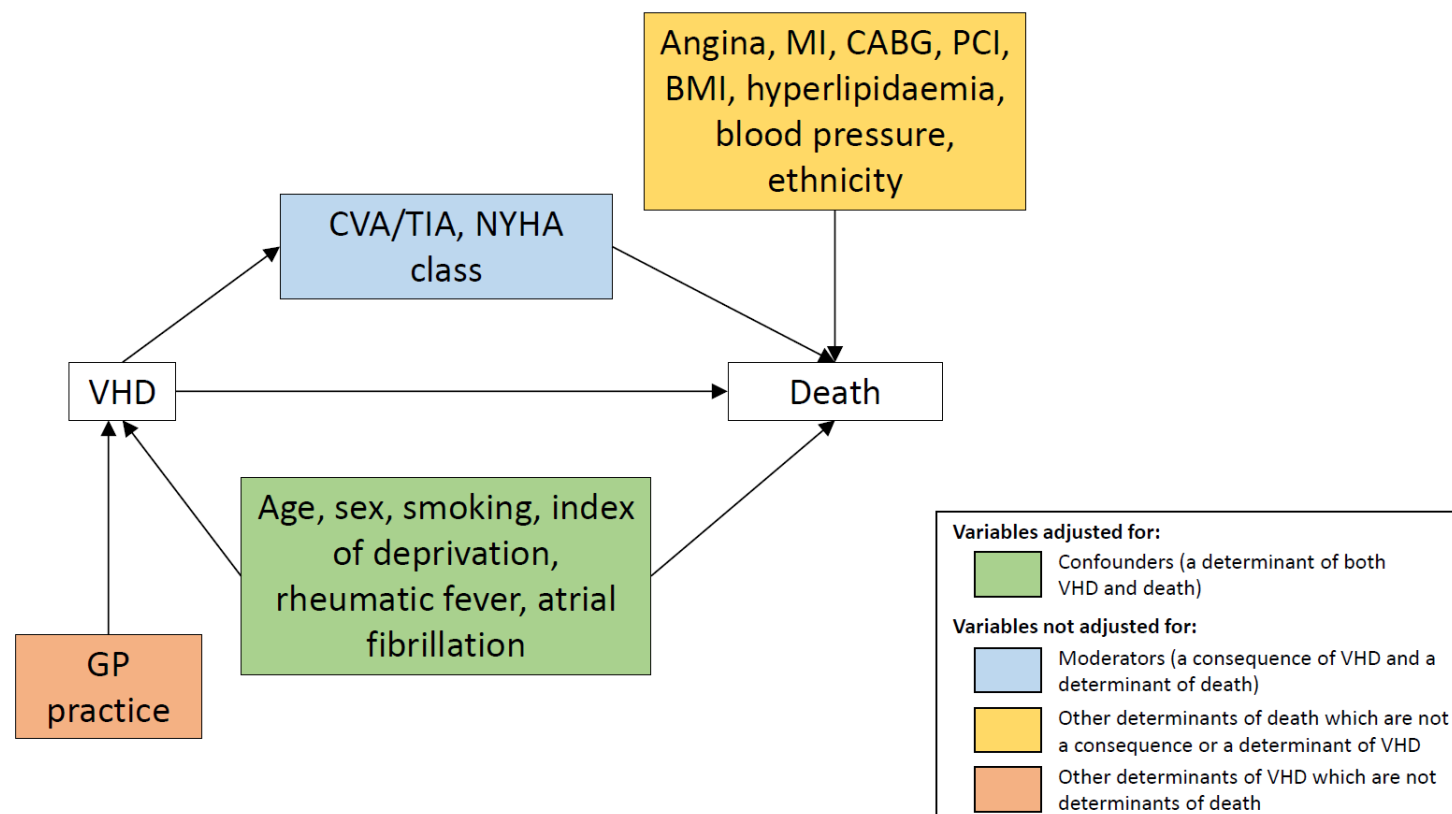 Angina, MI, CABG, PCI,
BMI, hyperlipidaemia,
blood pressure,
ethnicity
CVA/TIA, NYHA
class
VHD
Death
Age, sex, smoking, index
of deprivation,
rheumatic fever, atrial
fibrillation
GP
practice
Variables adjusted for:
Confounders (a determinant of both
VHD and death)
Variables not adjusted for:
Moderators (a consequence of VHD and a
determinant of death)
Other determinants of death which are not
a consequence or a determinant of VHD
Other determinants of VHD which are not
determinants of death